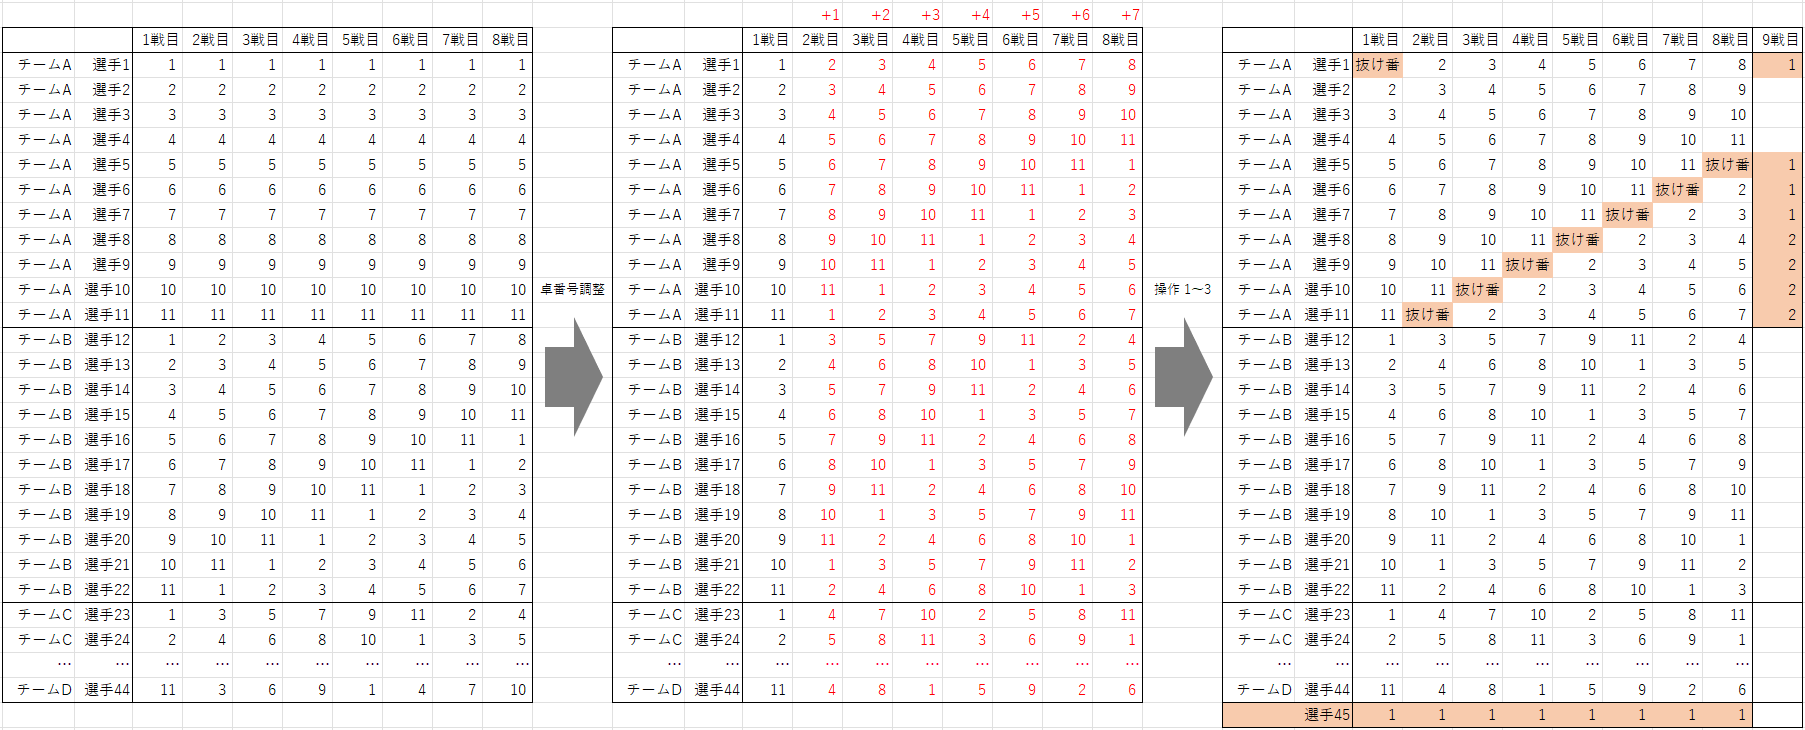 +1 +2 +3 +4 +5 +6 +7
1戦目 2戦目 3戦目 4戦目 5戦目 6戦目 7戦目 8戦目 1戦目 2戦目 3戦目 4戦目 5戦目 6戦目 7戦目 8戦目 1戦目 2戦目 3戦目 4戦目 5戦目 6戦目 7戦目 8戦目 9戦目
チームA 選手1 1 1 1 1 1 1 1 1 チームA 選手1 1 2 3 4 5 6 7 8 チームA 選手1 抜け番 2 3 4 5 6 7 8 1
チームA 選手2 2 2 2 2 2 2 2 2 チームA 選手2 2 3 4 5 6 7 8 9 チームA 選手2 2 3 4 5 6 7 8 9
チームA 選手3 3 3 3 3 3 3 3 3 チームA 選手3 3 4 5 6 7 8 9 10 チームA 選手3 3 4 5 6 7 8 9 10
チームA 選手4 4 4 4 4 4 4 4 4 チームA 選手4 4 5 6 7 8 9 10 11 チームA 選手4 4 5 6 7 8 9 10 11
チームA 選手5 5 5 5 5 5 5 5 5 チームA 選手5 5 6 7 8 9 10 11 1 チームA 選手5 5 6 7 8 9 10 11 抜け番 1
チームA 選手6 6 6 6 6 6 6 6 6 チームA 選手6 6 7 8 9 10 11 1 2 チームA 選手6 6 7 8 9 10 11 抜け番 2 1
チームA 選手7 7 7 7 7 7 7 7 7 チームA 選手7 7 8 9 10 11 1 2 3 チームA 選手7 7 8 9 10 11 抜け番 2 3 1
チームA 選手8 8 8 8 8 8 8 8 8 チームA 選手8 8 9 10 11 1 2 3 4 チームA 選手8 8 9 10 11 抜け番 2 3 4 2
チームA 選手9 9 9 9 9 9 9 9 9 チームA 選手9 9 10 11 1 2 3 4 5 チームA 選手9 9 10 11 抜け番 2 3 4 5 2
チームA 選手10 10 10 10 10 10 10 10 10 卓番号調整 チームA 選手10 10 11 1 2 3 4 5 6 操作 1~3 チームA 選手10 10 11 抜け番 2 3 4 5 6 2
チームA 選手11 11 11 11 11 11 11 11 11 チームA 選手11 11 1 2 3 4 5 6 7 チームA 選手11 11 抜け番 2 3 4 5 6 7 2
チームB 選手12 1 2 3 4 5 6 7 8 チームB 選手12 1 3 5 7 9 11 2 4 チームB 選手12 1 3 5 7 9 11 2 4
チームB 選手13 2 3 4 5 6 7 8 9 チームB 選手13 2 4 6 8 10 1 3 5 チームB 選手13 2 4 6 8 10 1 3 5
チームB 選手14 3 4 5 6 7 8 9 10 チームB 選手14 3 5 7 9 11 2 4 6 チームB 選手14 3 5 7 9 11 2 4 6
チームB 選手15 4 5 6 7 8 9 10 11 チームB 選手15 4 6 8 10 1 3 5 7 チームB 選手15 4 6 8 10 1 3 5 7
チームB 選手16 5 6 7 8 9 10 11 1 チームB 選手16 5 7 9 11 2 4 6 8 チームB 選手16 5 7 9 11 2 4 6 8
チームB 選手17 6 7 8 9 10 11 1 2 チームB 選手17 6 8 10 1 3 5 7 9 チームB 選手17 6 8 10 1 3 5 7 9
チームB 選手18 7 8 9 10 11 1 2 3 チームB 選手18 7 9 11 2 4 6 8 10 チームB 選手18 7 9 11 2 4 6 8 10
チームB 選手19 8 9 10 11 1 2 3 4 チームB 選手19 8 10 1 3 5 7 9 11 チームB 選手19 8 10 1 3 5 7 9 11
チームB 選手20 9 10 11 1 2 3 4 5 チームB 選手20 9 11 2 4 6 8 10 1 チームB 選手20 9 11 2 4 6 8 10 1
チームB 選手21 10 11 1 2 3 4 5 6 チームB 選手21 10 1 3 5 7 9 11 2 チームB 選手21 10 1 3 5 7 9 11 2
チームB 選手22 11 1 2 3 4 5 6 7 チームB 選手22 11 2 4 6 8 10 1 3 チームB 選手22 11 2 4 6 8 10 1 3
チームC 選手23 1 3 5 7 9 11 2 4 チームC 選手23 1 4 7 10 2 5 8 11 チームC 選手23 1 4 7 10 2 5 8 11
チームC 選手24 2 4 6 8 10 1 3 5 チームC 選手24 2 5 8 11 3 6 9 1 チームC 選手24 2 5 8 11 3 6 9 1
… … … … … … … … … … … … … … … … … … … … … … … … … … … … … …
チームD 選手44 11 3 6 9 1 4 7 10 チームD 選手44 11 4 8 1 5 9 2 6 チームD 選手44 11 4 8 1 5 9 2 6
選手45 1 1 1 1 1 1 1 1